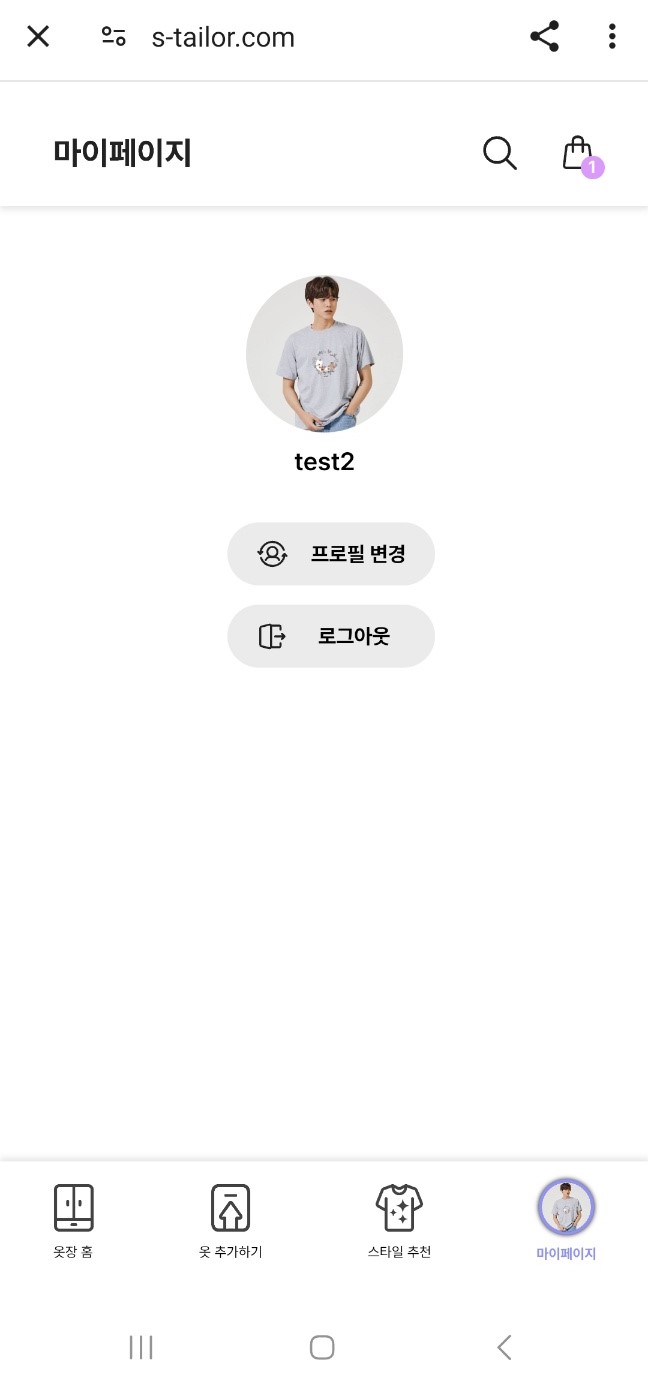 s-tailor.com
마이페이지
1
test2
프로필 변경
로그아웃
옷장 홈
옷 추가하기
스타일 추천
마이페이지